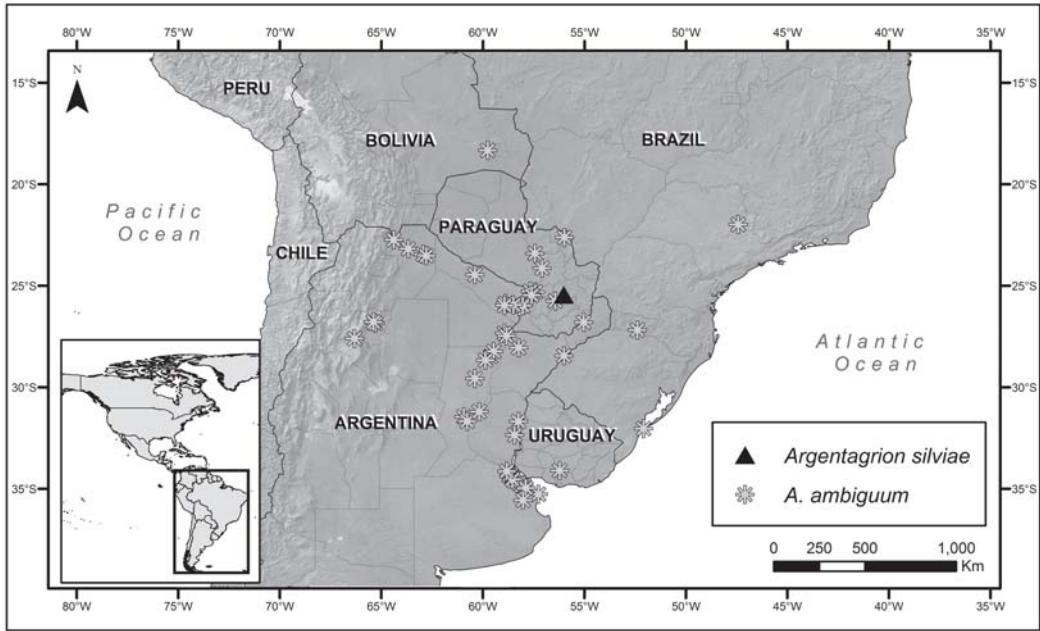 80°W 75°W 70°W 65°W 60°W 55°W 50°W 45°W 40°W 35°W
N
15°S 15°S
PERU
BOLIVIA BRAZIL
20°S 20°S
Pacific
Ocean
PARAGUAY
CHILE
25°S 25°S
Atlantic
Ocean
30°S 30°S
ARGENTINA
URUGUAY
Argentagrion silviae
A. ambiguum
35°S 35°S
0 250 500 1,000
Km
80°W 75°W 70°W 65°W 60°W 55°W 50°W 45°W 40°W 35°W